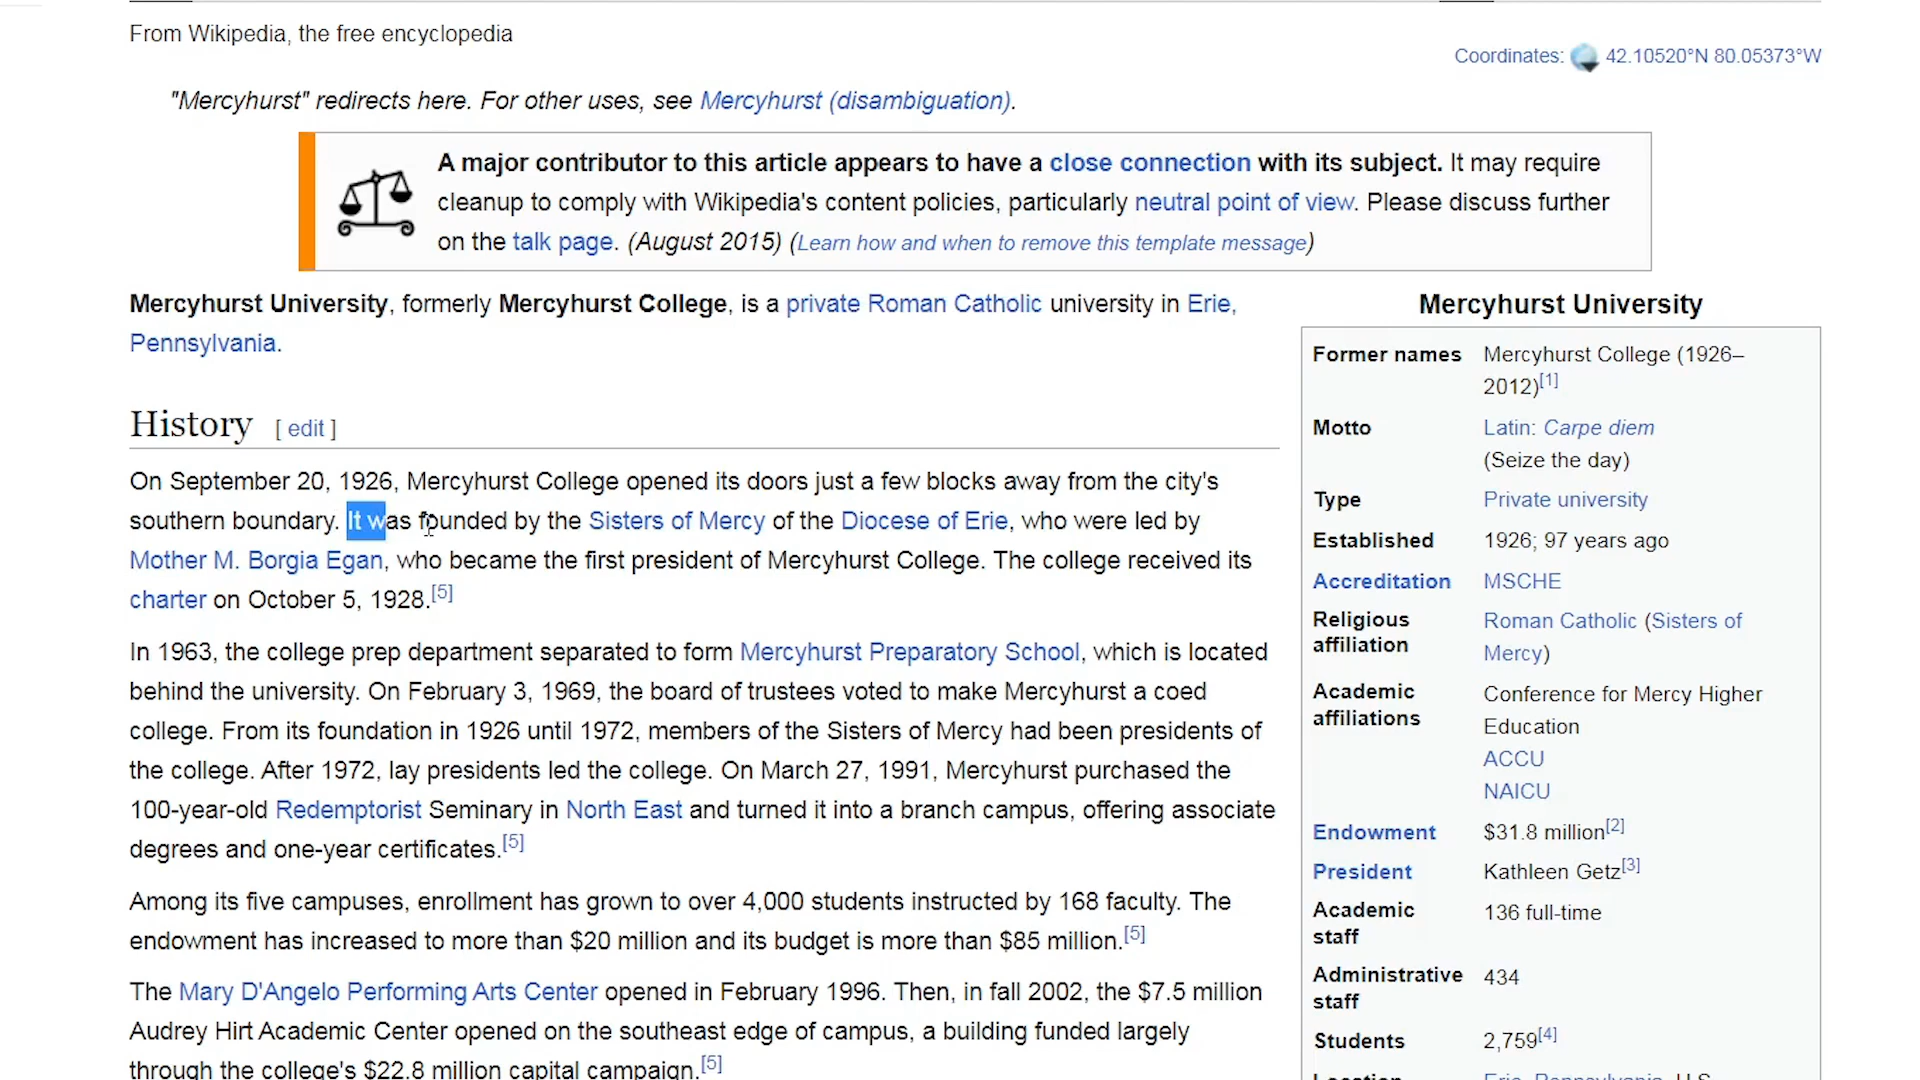 From Wikipedia, the free encyclopedia
Coordinates: 42.10520°N 80.05373°W
"Mercyhurst" redirects here. For other uses, see Mercyhurst (disambiguation).
A major contributor to this article appears to have a close connection with its subject. It may require
cleanup to comply with Wikipedia's content policies, particularly neutral point of view. Please discuss further
on the talk page. (August 2015) (Learn how and when to remove this template message)
Mercyhurst University, formerly Mercyhurst College, is a private Roman Catholic university in Erie,
Pennsylvania.
History [ edit ]
On September 20, 1926, Mercyhurst College opened its doors just a few blocks away from the city's
southern boundary. It was founded by the Sisters of Mercy of the Diocese of Erie, who were led by
Mother M. Borgia Egan, who became the first president of Mercyhurst College. The college received its
charter on October 5, 1928.[5]
In 1963, the college prep department separated to form Mercyhurst Preparatory School, which is located
behind the university. On February 3, 1969, the board of trustees voted to make Mercyhurst a coed
college. From its foundation in 1926 until 1972, members of the Sisters of Mercy had been presidents of
the college. After 1972, lay presidents led the college. On March 27, 1991, Mercyhurst purchased the
100-year-old Redemptorist Seminary in North East and turned it into a branch campus, offering associate
degrees and one-year certificates.[5]
Among its five campuses, enrollment has grown to over 4,000 students instructed by 168 faculty. The
endowment has increased to more than $20 million and its budget is more than $85 million.[5]
The Mary D'Angelo Performing Arts Center opened in February 1996. Then, in fall 2002, the $7.5 million
Audrey Hirt Academic Center opened on the southeast edge of campus, a building funded largely
through the college's $22.8 million capital campaign.[5]
Mercyhurst University
Former names Mercyhurst College (1926–
2012)[1]
Motto Latin: Carpe diem
(Seize the day)
Type Private university
Established 1926; 97 years ago
Accreditation MSCHE
Religious affiliation Roman Catholic (Sisters of
Mercy)
Academic affiliations Conference for Mercy Higher
Education
ACCU
NAICU
Endowment $31.8 million[2]
President Kathleen Getz[3]
Academic staff 136 full-time
Administrative staff 434
Students 2,759[4]
Location Erie, Pennsylvania, U.S.